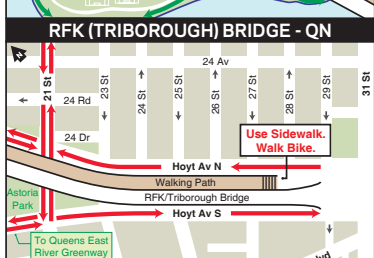 RFK (TRIBOROUGH) BRIDGE - QN
N
24 Av
21 St
23 St
24 St
25 St
26 St
27 St
28 St
29 St
31 St
24 Rd
24 Dr
Use Sidewalk.
Walk Bike.
Hoyt Av N
Walking Path
RFK/Triborough Bridge
Hoyt Av S
Astoria
Park
To Queens East
River Greenway